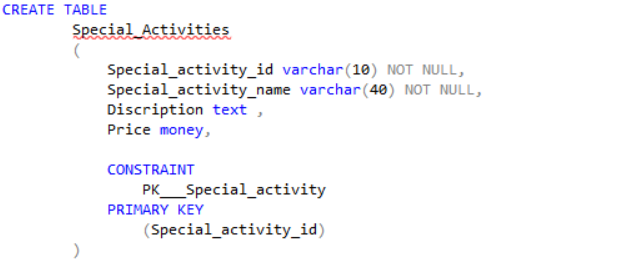 CREATE TABLE
Special_Activities
(
Special_activity_id varchar(10) NOT NULL,
Special_activity_name varchar(40) NOT NULL,
Discription text ,
Price money,
CONSTRAINT
PK___Special_activity
PRIMARY KEY
(Special_activity_id)
)